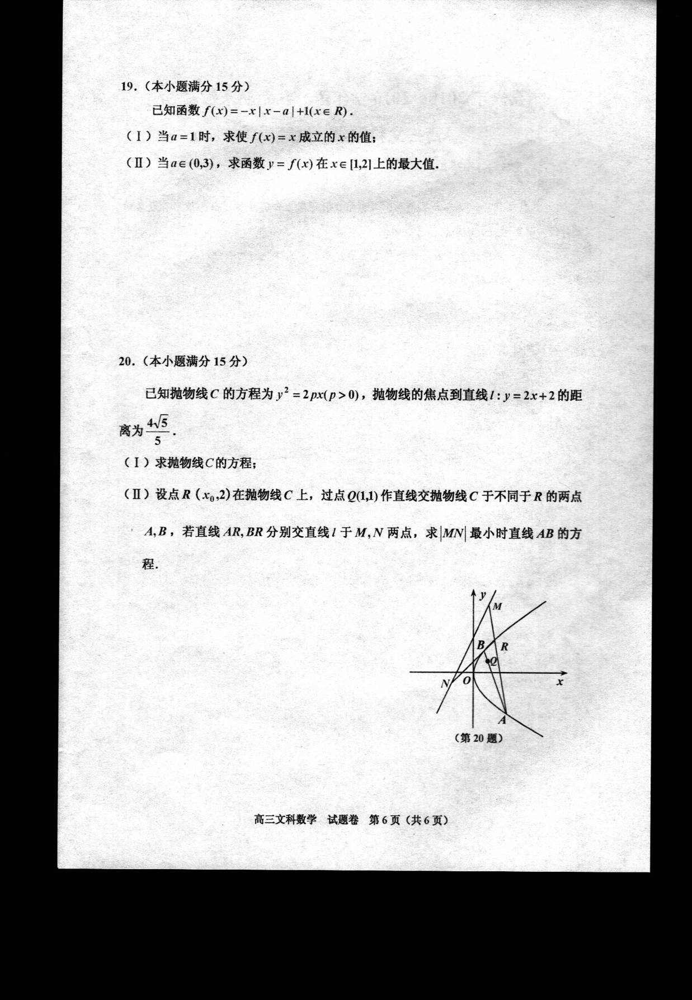 19.（本小题满分 15 分）
已知函数 f(x) = −x | x − a | +1(x∈ R).
（Ⅰ）当 a = 1 时，求使 f(x) = x 成立的 x 的值；
（Ⅱ）当 a∈ (0,3)，求函数 y = f(x) 在 x∈ [1,2] 上的最大值.
20.（本小题满分 15 分）
已知抛物线 C 的方程为 y² = 2px(p > 0)，抛物线的焦点到直线 l : y = 2x + 2 的距
离为 4√5/5 .
（Ⅰ）求抛物线 C 的方程；
（Ⅱ）设点 R（x₀,2）在抛物线 C 上，过点 Q(1,1) 作直线交抛物线 C 于不同于 R 的两点
A, B，若直线 AR, BR 分别交直线 l 于 M, N 两点，求 |MN| 最小时直线 AB 的方
程.
y
M
B
R
Q
N
O
x
A
（第 20 题）
高三文科数学 试题卷 第 6 页（共 6 页）